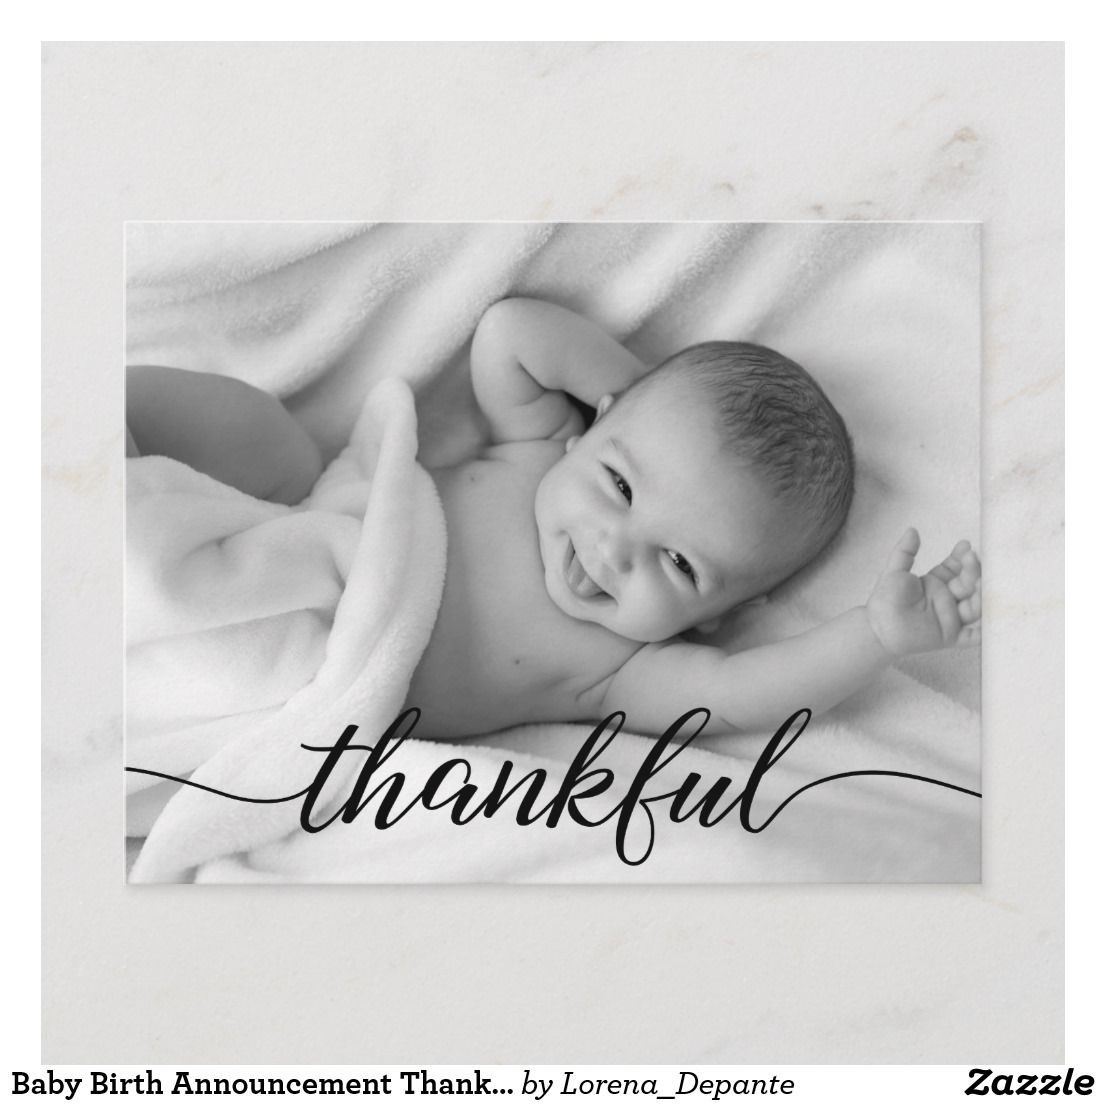 thankful
Baby Birth Announcement Thank... by Lorena_Depante
Zazzle